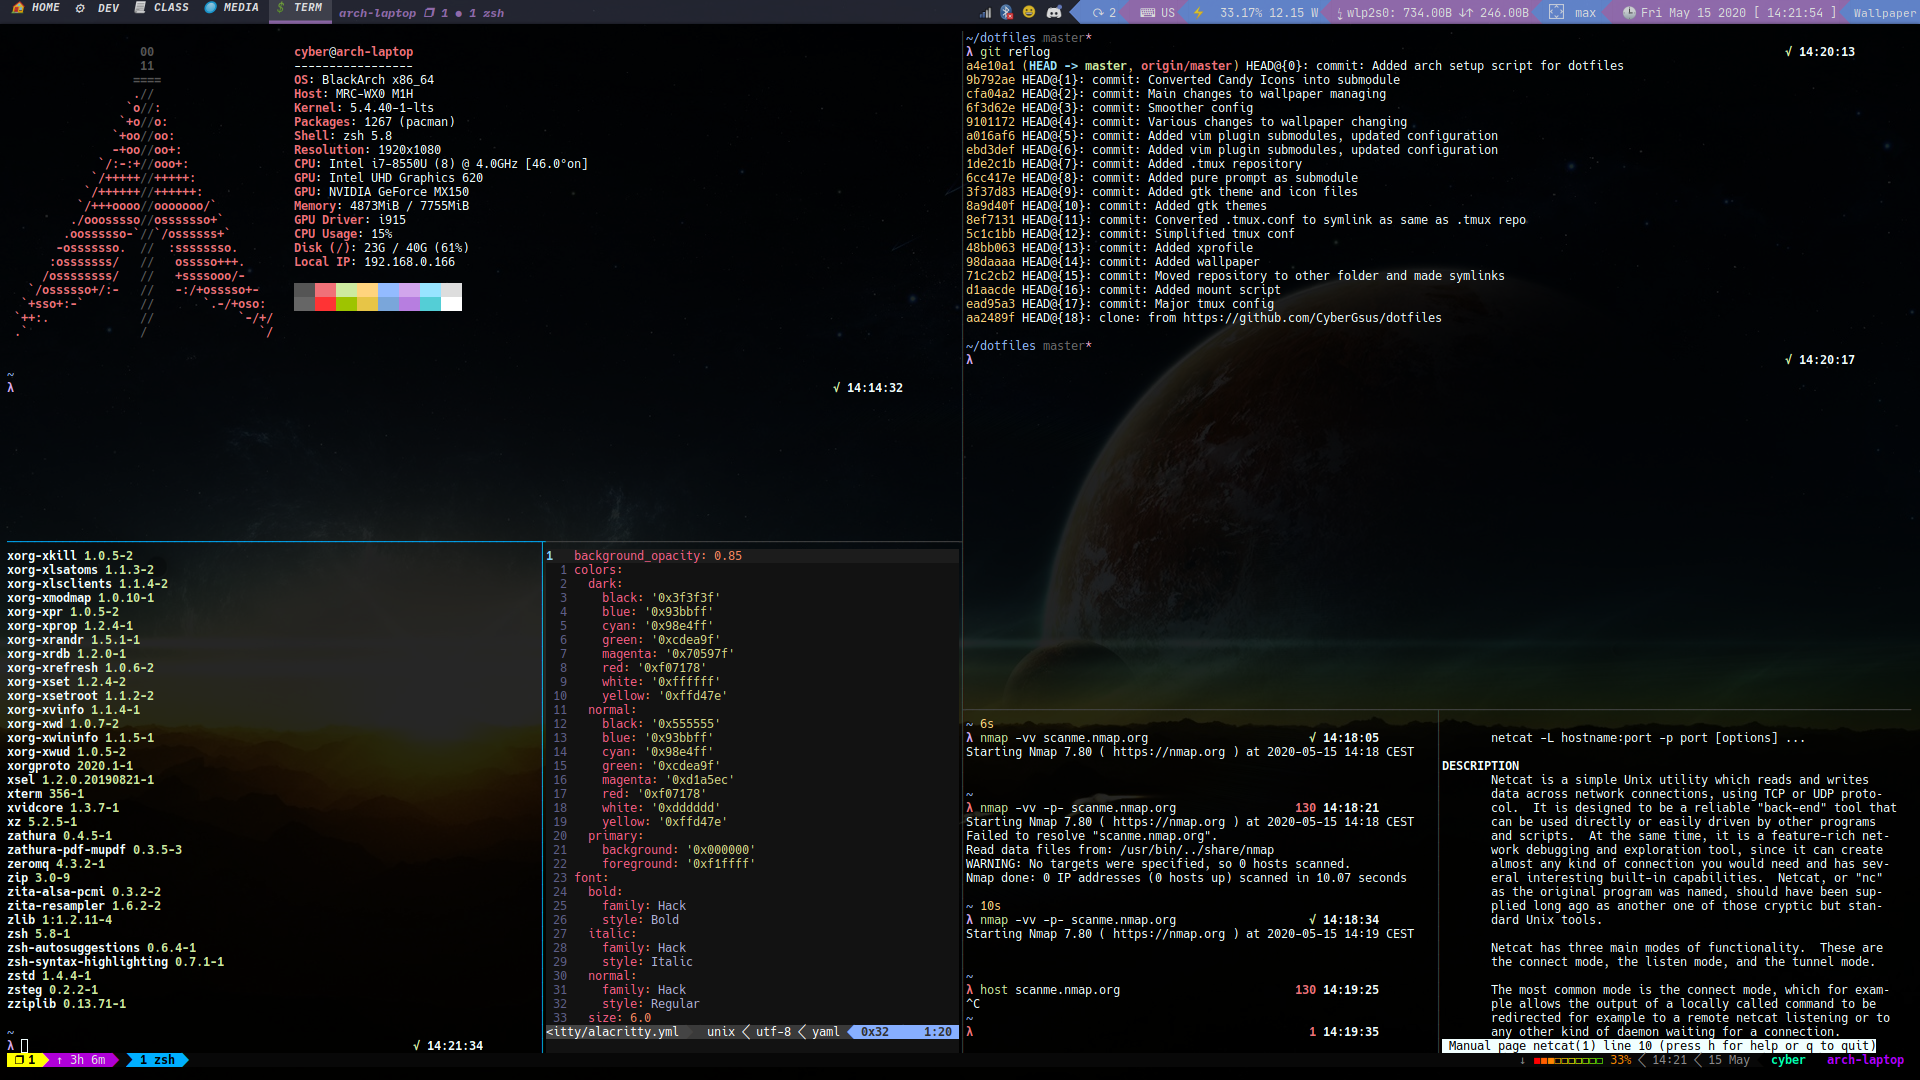 HOME DEV CLASS MEDIA TERM arch-laptop 1 ● 1 zsh
2 US 33.17% 12.15 W wlp2s0: 734.00B ↓↑ 246.00B max Fri May 15 2020 [ 14:21:54 ] Wallpaper
00
11
====
.//
`o//:
`+o//o:
`+oo//oo:
-+oo//oo+:
`/:-:+//ooo+:
`/+++++//+++++:
`/++++++//++++++:
`/+++oooo//ooooooo/`
./ooosssso//osssssso+`
.oossssso-`//`/osssssss+`
-osssssso.  //  :ssssssso.
:osssssss/   //   osssso+++.
/ossssssss/   //   +ssssooo/-
`/ossssso+/:-   //   -:/+osssso+-
`+sso+:-`        //       `.-/+oso:
`++:.             //            `-/+/
.`                /                `/
cyber@arch-laptop
-----------------
OS: BlackArch x86_64
Host: MRC-WX0 M1H
Kernel: 5.4.40-1-lts
Packages: 1267 (pacman)
Shell: zsh 5.8
Resolution: 1920x1080
CPU: Intel i7-8550U (8) @ 4.0GHz [46.0°on]
GPU: Intel UHD Graphics 620
GPU: NVIDIA GeForce MX150
Memory: 4873MiB / 7755MiB
GPU Driver: i915
CPU Usage: 15%
Disk (/): 23G / 40G (61%)
Local IP: 192.168.0.166
~
λ √ 14:14:32
~/dotfiles master*
λ git reflog √ 14:20:13
a4e10a1 (HEAD -> master, origin/master) HEAD@{0}: commit: Added arch setup script for dotfiles
9b792ae HEAD@{1}: commit: Converted Candy Icons into submodule
cfa04a2 HEAD@{2}: commit: Main changes to wallpaper managing
6f3d62e HEAD@{3}: commit: Smoother config
9101172 HEAD@{4}: commit: Various changes to wallpaper changing
a016af6 HEAD@{5}: commit: Added vim plugin submodules, updated configuration
ebd3def HEAD@{6}: commit: Added vim plugin submodules, updated configuration
1de2c1b HEAD@{7}: commit: Added .tmux repository
6cc417e HEAD@{8}: commit: Added pure prompt as submodule
3f37d83 HEAD@{9}: commit: Added gtk theme and icon files
8a9d40f HEAD@{10}: commit: Added gtk themes
8ef7131 HEAD@{11}: commit: Converted .tmux.conf to symlink as same as .tmux repo
5c1c1bb HEAD@{12}: commit: Simplified tmux conf
48bb063 HEAD@{13}: commit: Added xprofile
98daaaa HEAD@{14}: commit: Added wallpaper
71c2cb2 HEAD@{15}: commit: Moved repository to other folder and made symlinks
d1aacde HEAD@{16}: commit: Added mount script
ead95a3 HEAD@{17}: commit: Major tmux config
aa2489f HEAD@{18}: clone: from https://github.com/CyberGsus/dotfiles
~/dotfiles master*
λ √ 14:20:17
xorg-xkill 1.0.5-2
xorg-xlsatoms 1.1.3-2
xorg-xlsclients 1.1.4-2
xorg-xmodmap 1.0.10-1
xorg-xpr 1.0.5-2
xorg-xprop 1.2.4-1
xorg-xrandr 1.5.1-1
xorg-xrdb 1.2.0-1
xorg-xrefresh 1.0.6-2
xorg-xset 1.2.4-2
xorg-xsetroot 1.1.2-2
xorg-xvinfo 1.1.4-1
xorg-xwd 1.0.7-2
xorg-xwininfo 1.1.5-1
xorg-xwud 1.0.5-2
xorgproto 2020.1-1
xsel 1.2.0.20190821-1
xterm 356-1
xvidcore 1.3.7-1
xz 5.2.5-1
zathura 0.4.5-1
zathura-pdf-mupdf 0.3.5-3
zeromq 4.3.2-1
zip 3.0-9
zita-alsa-pcmi 0.3.2-2
zita-resampler 1.6.2-2
zlib 1:1.2.11-4
zsh 5.8-1
zsh-autosuggestions 0.6.4-1
zsh-syntax-highlighting 0.7.1-1
zstd 1.4.4-1
zsteg 0.2.2-1
zziplib 0.13.71-1
~
λ √ 14:21:34
1 background_opacity: 0.85
1 colors:
2 dark:
3 black: '0x3f3f3f'
4 blue: '0x93bbff'
5 cyan: '0x98e4ff'
6 green: '0xcdea9f'
7 magenta: '0x70597f'
8 red: '0xf07178'
9 white: '0xffffff'
10 yellow: '0xffd47e'
11 normal:
12 black: '0x555555'
13 blue: '0x93bbff'
14 cyan: '0x98e4ff'
15 green: '0xcdea9f'
16 magenta: '0xd1a5ec'
17 red: '0xf07178'
18 white: '0xdddddd'
19 yellow: '0xffd47e'
20 primary:
21 background: '0x000000'
22 foreground: '0xf1ffff'
23 font:
24 bold:
25 family: Hack
26 style: Bold
27 italic:
28 family: Hack
29 style: Italic
30 normal:
31 family: Hack
32 style: Regular
33 size: 6.0
<itty/alacritty.yml unix < utf-8 < yaml 0x32 1:20
~ 6s
λ nmap -vv scanme.nmap.org √ 14:18:05
Starting Nmap 7.80 ( https://nmap.org ) at 2020-05-15 14:18 CEST
~
λ nmap -vv -p- scanme.nmap.org 130 14:18:21
Starting Nmap 7.80 ( https://nmap.org ) at 2020-05-15 14:18 CEST
Failed to resolve "scanme.nmap.org".
Read data files from: /usr/bin/../share/nmap
WARNING: No targets were specified, so 0 hosts scanned.
Nmap done: 0 IP addresses (0 hosts up) scanned in 10.07 seconds
~ 10s
λ nmap -vv -p- scanme.nmap.org √ 14:18:34
Starting Nmap 7.80 ( https://nmap.org ) at 2020-05-15 14:19 CEST
~
λ host scanme.nmap.org 130 14:19:25
^C
~
λ 1 14:19:35
netcat -L hostname:port -p port [options] ...
DESCRIPTION
Netcat is a simple Unix utility which reads and writes
data across network connections, using TCP or UDP proto-
col.  It is designed to be a reliable "back-end" tool that
can be used directly or easily driven by other programs
and scripts.  At the same time, it is a feature-rich net-
work debugging and exploration tool, since it can create
almost any kind of connection you would need and has sev-
eral interesting built-in capabilities.  Netcat, or "nc"
as the original program was named, should have been sup-
plied long ago as another one of those cryptic but stan-
dard Unix tools.
Netcat has three main modes of functionality.  These are
the connect mode, the listen mode, and the tunnel mode.
The most common mode is the connect mode, which for exam-
ple allows the output of a locally called command to be
redirected for example to a remote netcat listening or to
any other kind of daemon waiting for a connection.
Manual page netcat(1) line 10 (press h for help or q to quit)
1 ↑ 3h 6m 1 zsh
↓ 33% < 14:21 < 15 May cyber arch-laptop